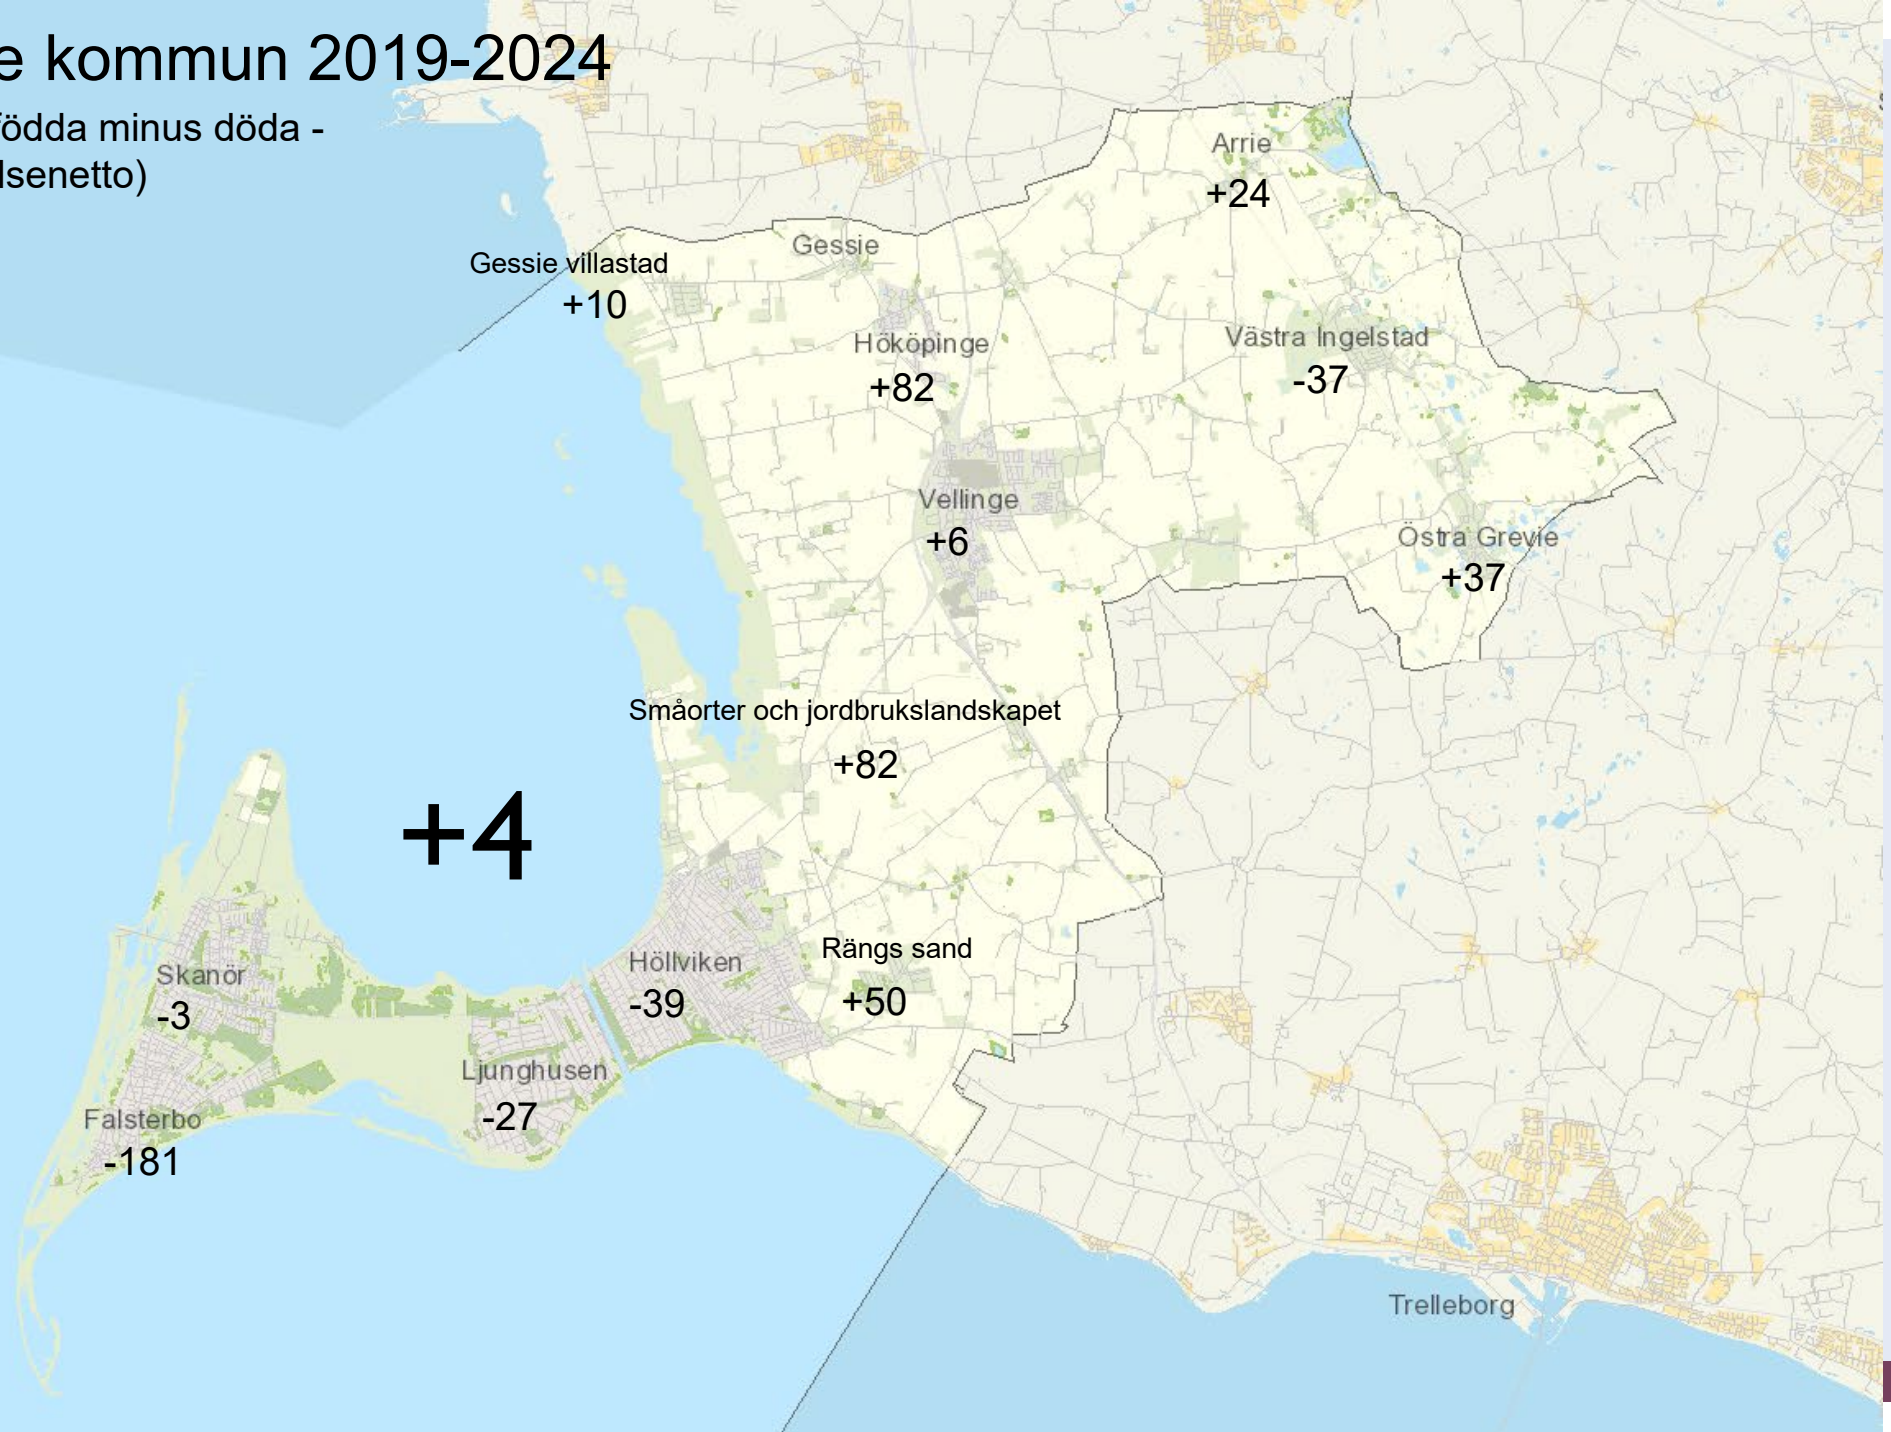 e kommun 2019-2024
födda minus döda -
lsenetto)
Arrie
+24
Gessie
Gessie villastad
+10
Hököpinge
+82
Västra Ingelstad
-37
Vellinge
+6
Östra Grevie
+37
Småorter och jordbrukslandskapet
+82
+4
Rängs sand
+50
Höllviken
-39
Skanör
-3
Ljunghusen
-27
Falsterbo
-181
Trelleborg